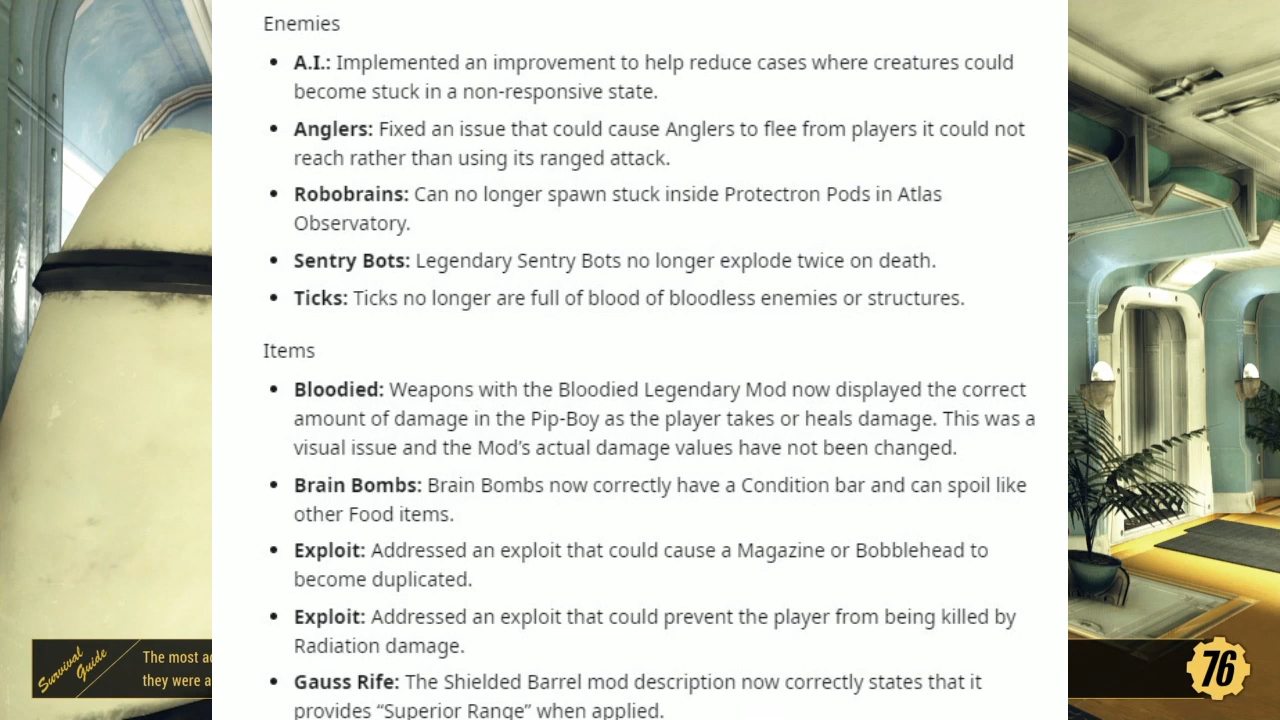 Enemies
A.I.: Implemented an improvement to help reduce cases where creatures could
become stuck in a non-responsive state.
Anglers: Fixed an issue that could cause Anglers to flee from players it could not
reach rather than using its ranged attack.
Robobrains: Can no longer spawn stuck inside Protectron Pods in Atlas
Observatory.
Sentry Bots: Legendary Sentry Bots no longer explode twice on death.
Ticks: Ticks no longer are full of blood of bloodless enemies or structures.
Items
Bloodied: Weapons with the Bloodied Legendary Mod now displayed the correct
amount of damage in the Pip-Boy as the player takes or heals damage. This was a
visual issue and the Mod’s actual damage values have not been changed.
Brain Bombs: Brain Bombs now correctly have a Condition bar and can spoil like
other Food items.
Exploit: Addressed an exploit that could cause a Magazine or Bobblehead to
become duplicated.
Exploit: Addressed an exploit that could prevent the player from being killed by
Radiation damage.
Gauss Rife: The Shielded Barrel mod description now correctly states that it
provides “Superior Range” when applied.
Survival
Guide
The most
they were
76